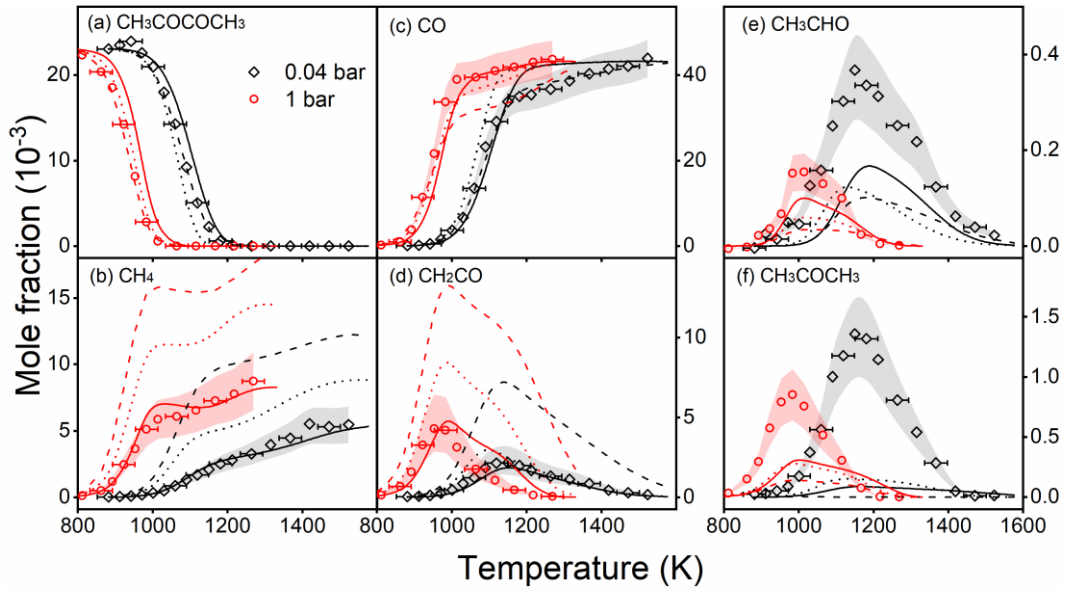 (a) CH₃COCOCH₃
(c) CO
(e) CH₃CHO
0.04 bar
1 bar
20
10
0
40
20
0
0.4
0.2
0.0
(b) CH₄
(d) CH₂CO
(f) CH₃COCH₃
15
10
5
0
10
5
0
1.5
1.0
0.5
0.0
800 1000 1200 800 1000 1200 1400 800 1000 1200 1400 1600
Mole fraction (10⁻³)
Temperature (K)